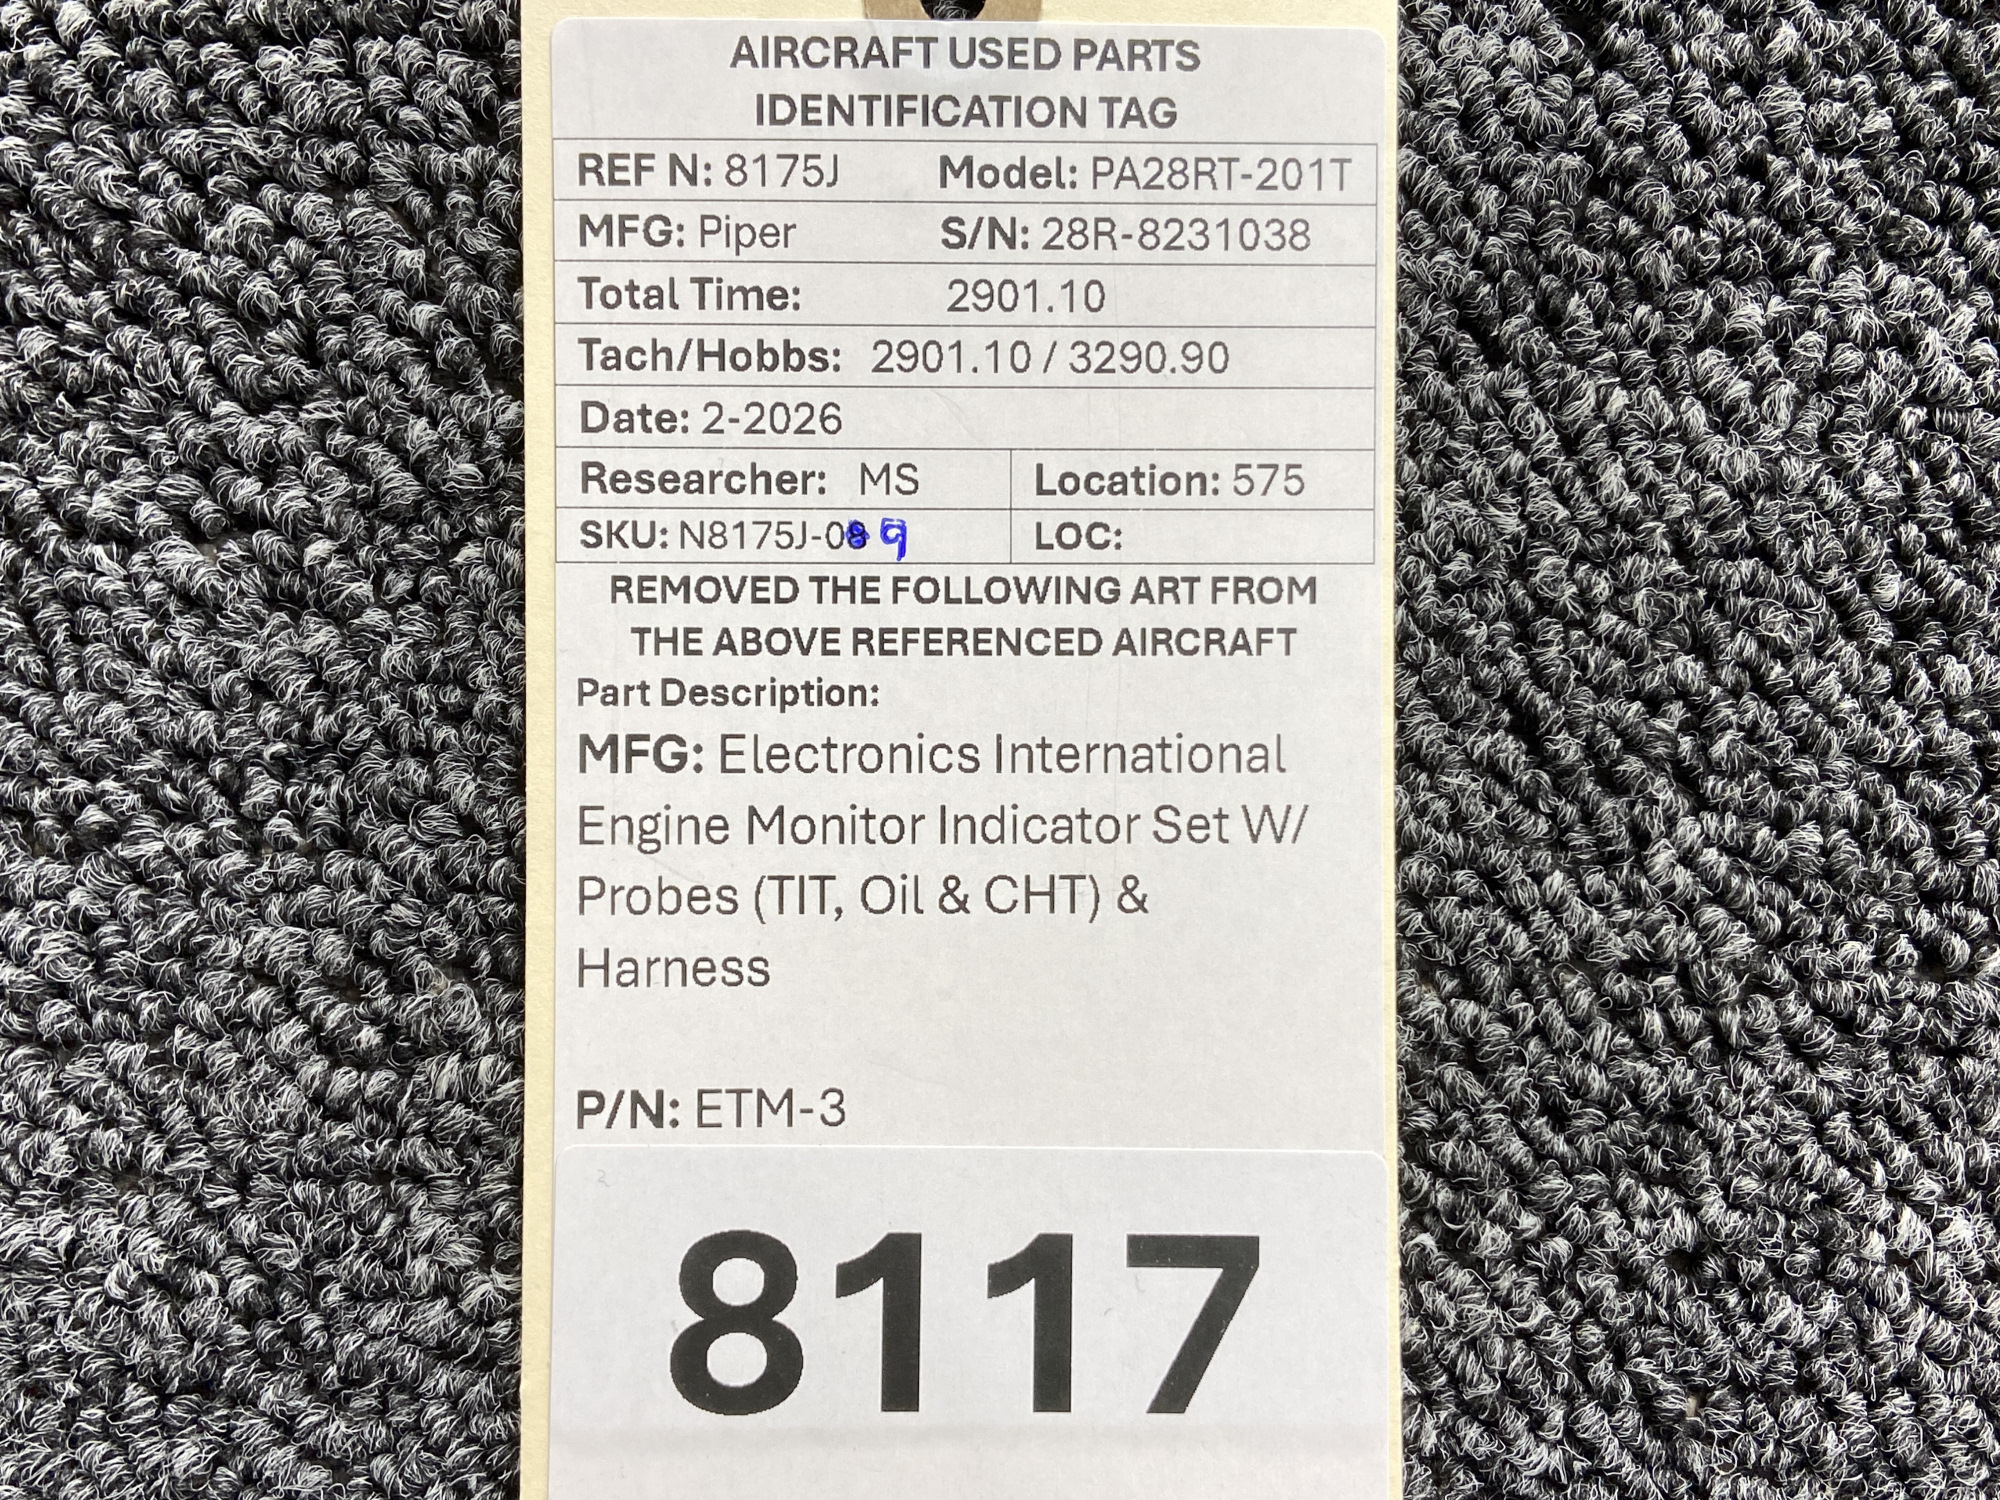 AIRCRAFT USED PARTS
IDENTIFICATION TAG
REF N: 8175J Model: PA28RT-201T
MFG: Piper S/N: 28R-8231038
Total Time: 2901.10
Tach/Hobbs: 2901.10 / 3290.90
Date: 2-2026
Researcher: MS Location: 575
SKU: N8175J-089 LOC:
REMOVED THE FOLLOWING ART FROM
THE ABOVE REFERENCED AIRCRAFT
Part Description:
MFG: Electronics International
Engine Monitor Indicator Set W/
Probes (TIT, Oil & CHT) &
Harness
P/N: ETM-3
8117